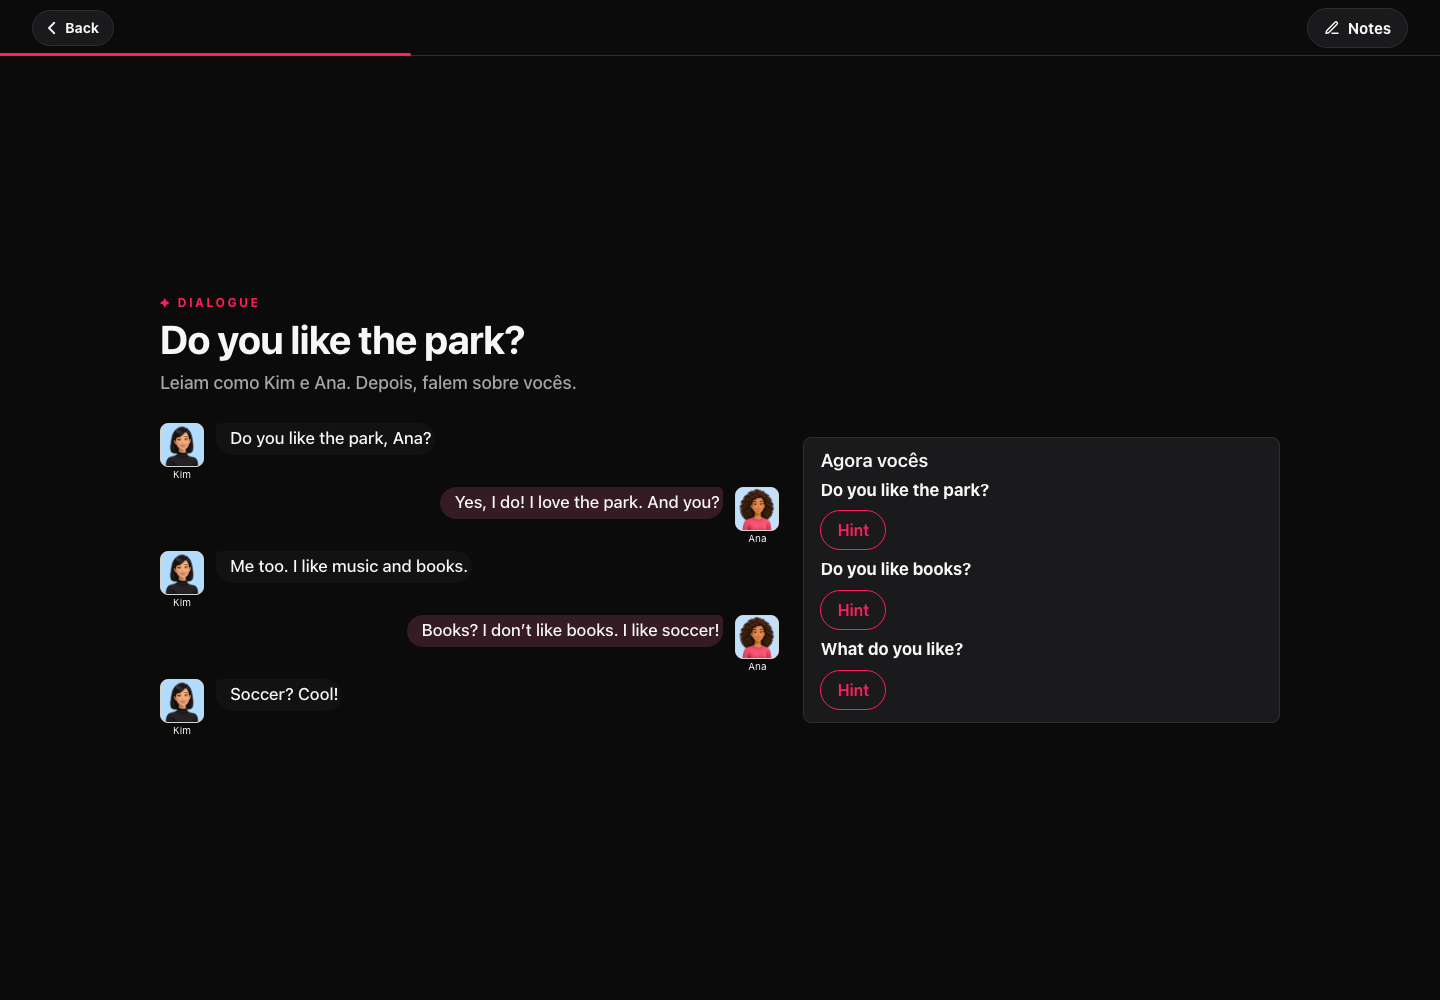 Back
Notes
DIALOGUE
Do you like the park?
Leiam como Kim e Ana. Depois, falem sobre vocês.
Do you like the park, Ana?
Kim
Yes, I do! I love the park. And you?
Ana
Me too. I like music and books.
Kim
Books? I don’t like books. I like soccer!
Ana
Soccer? Cool!
Kim
Agora vocês
Do you like the park?
Hint
Do you like books?
Hint
What do you like?
Hint